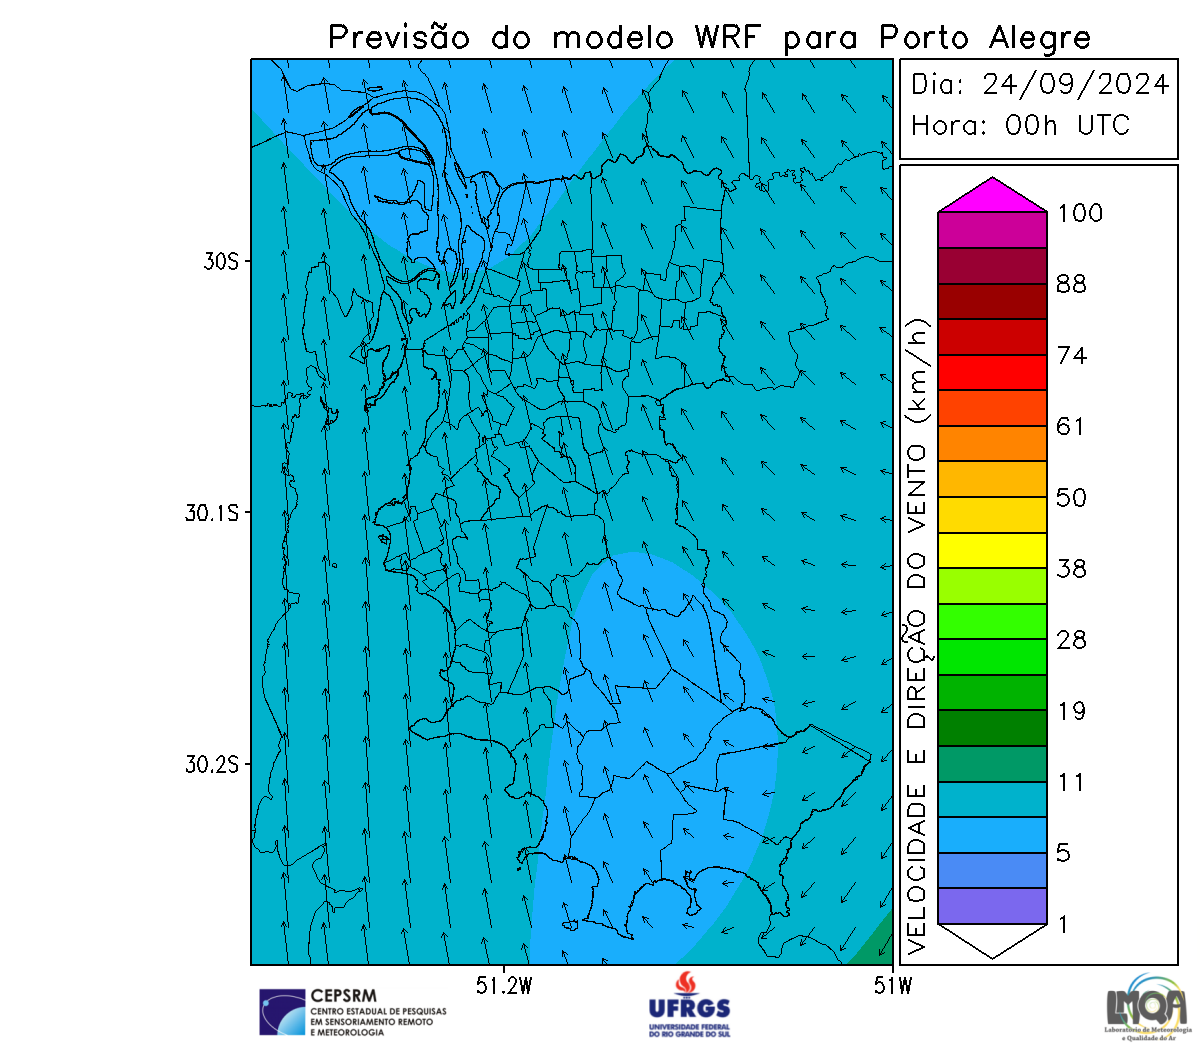 Previsão do modelo WRF para Porto Alegre
Dia: 24/09/2024
Hora: 00h UTC
30S
30.1S
30.2S
51.2W
51W
VELOCIDADE E DIREÇÃO DO VENTO (km/h)
100
88
74
61
50
38
28
19
11
5
1
CEPSRM
CENTRO ESTADUAL DE PESQUISAS
EM SENSORIAMENTO REMOTO
E METEOROLOGIA
UFRGS
UNIVERSIDADE FEDERAL
DO RIO GRANDE DO SUL
LMQA
Laboratório de Meteorologia
e Qualidade do Ar